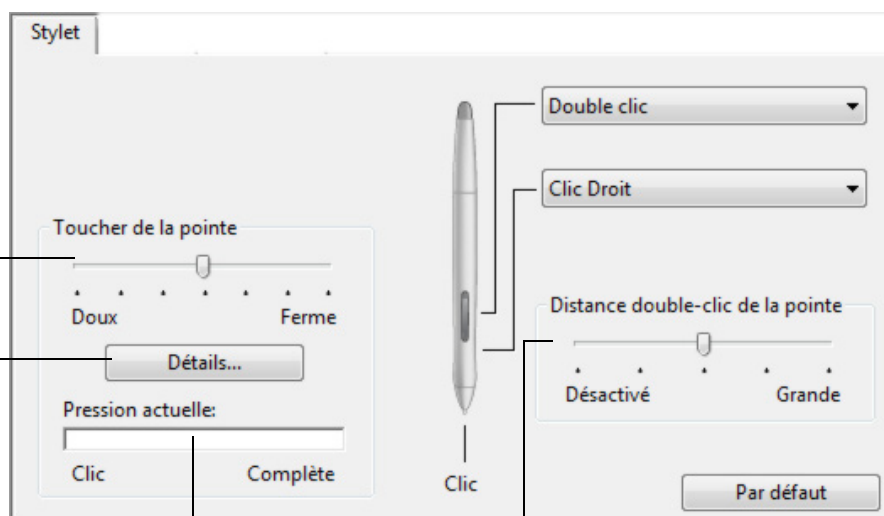 Stylet
Double clic
Clic Droit
Toucher de la pointe
Doux Ferme
Détails...
Pression actuelle:
Clic Complète
Clic
Distance double-clic de la pointe
Désactivé Grande
Par défaut